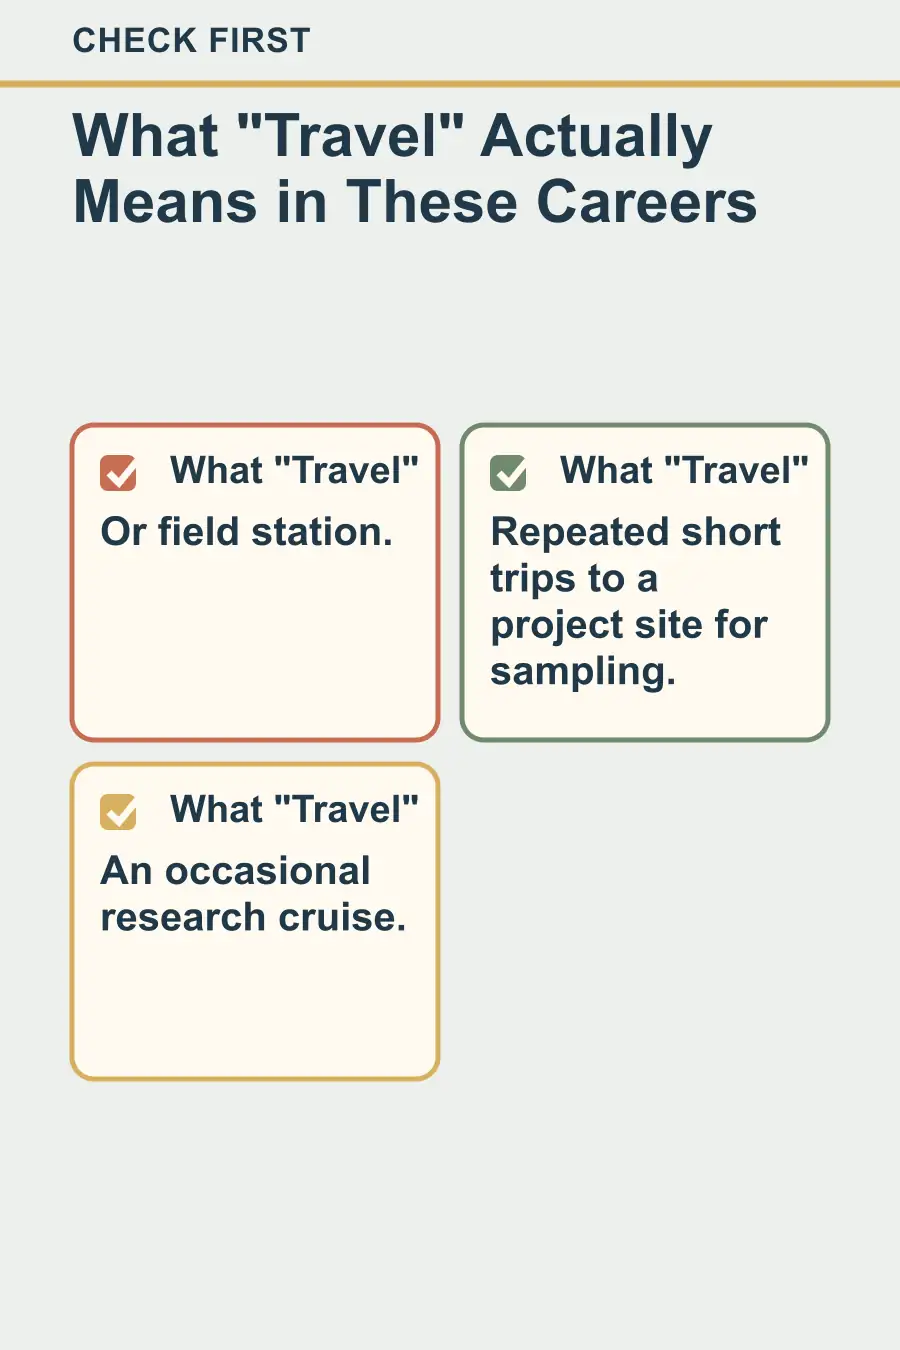 CHECK FIRST
What "Travel" Actually
Means in These Careers
What "Travel"
Or field station.
What "Travel"
Repeated short
trips to a
project site for
sampling.
What "Travel"
An occasional
research cruise.